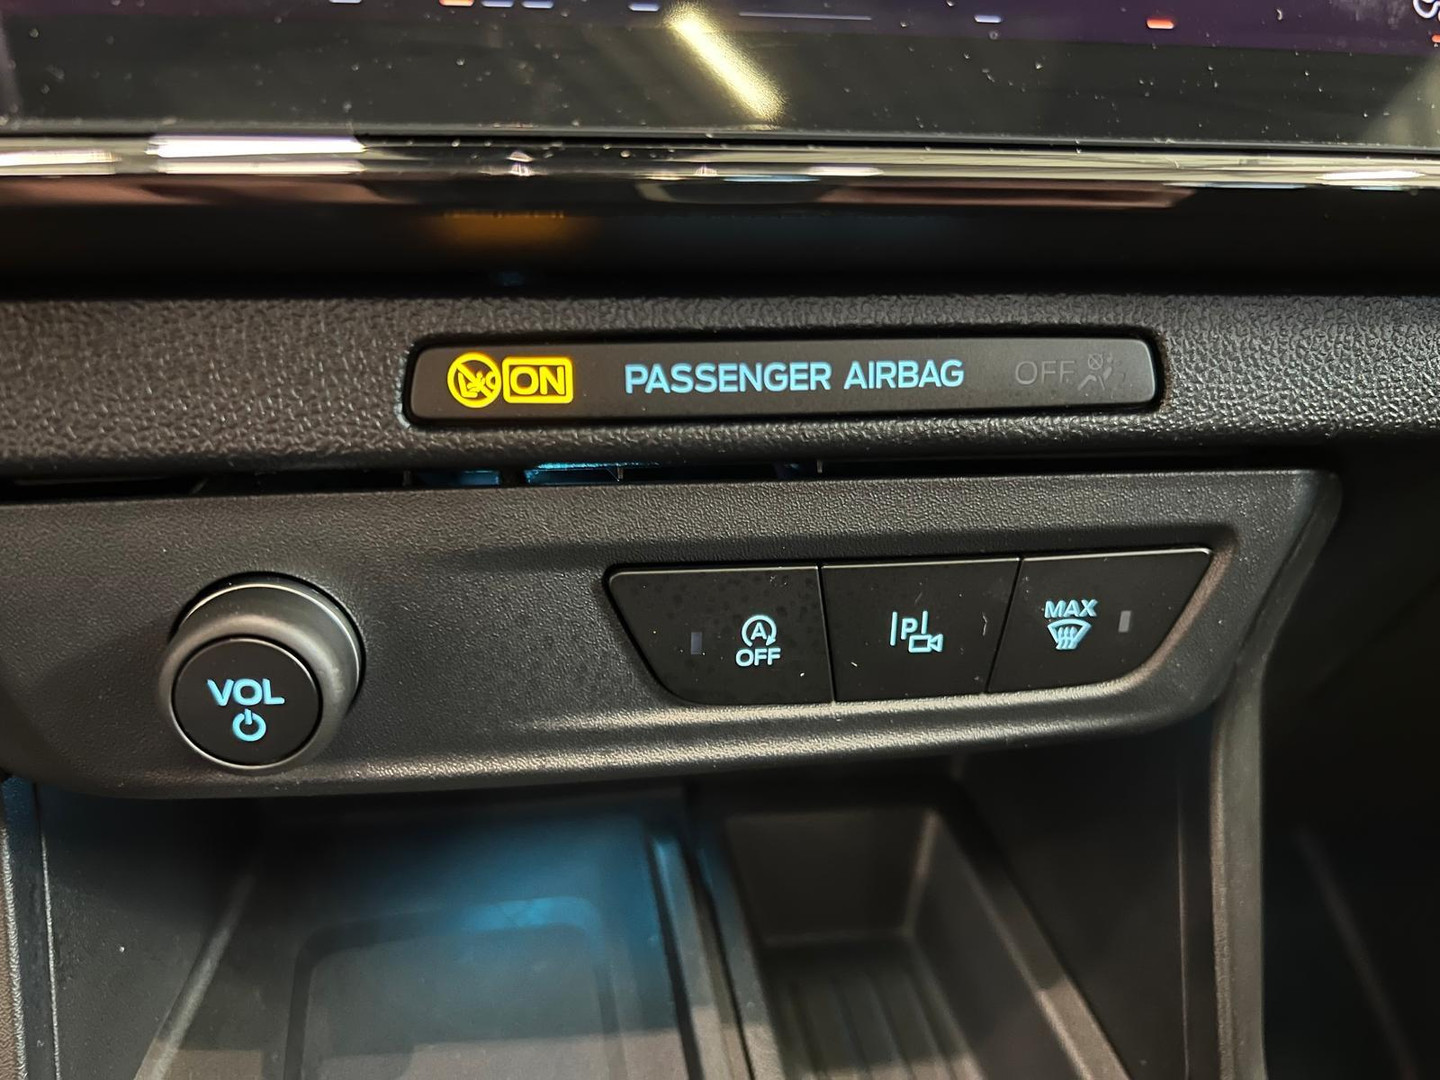 ON PASSENGER AIRBAG OFF
VOL
A
OFF
P
MAX